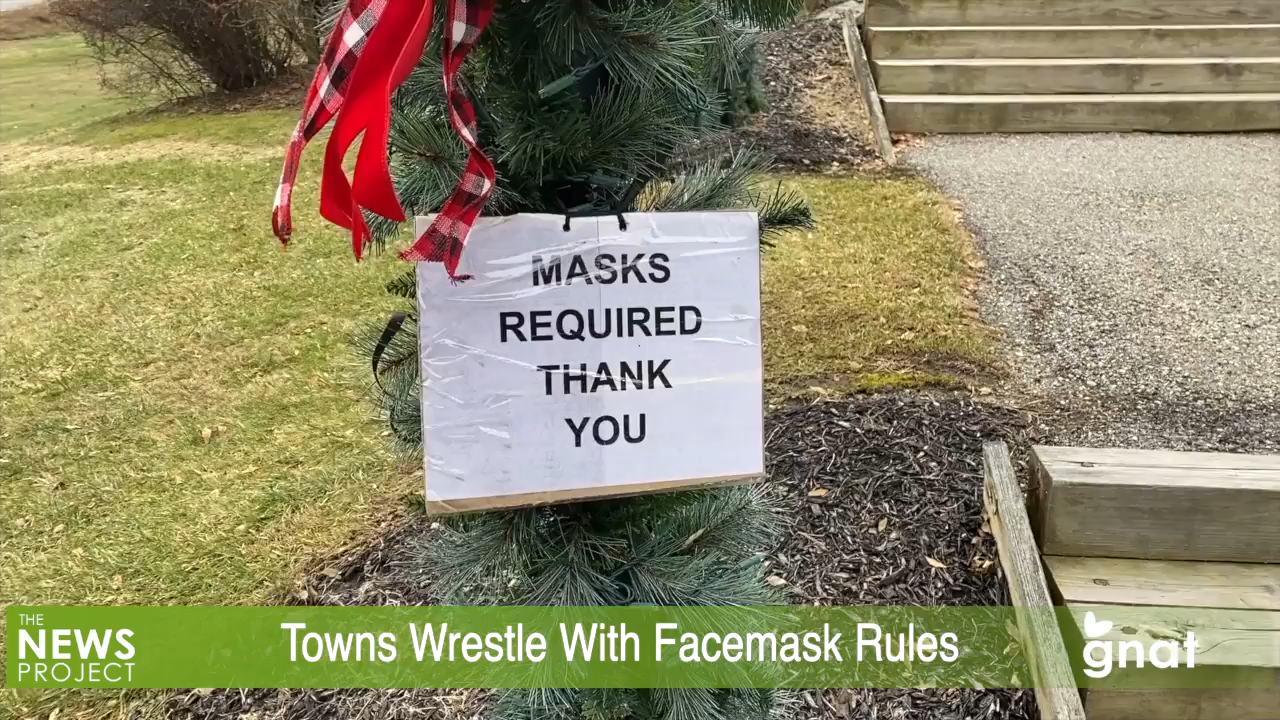 MASKS
REQUIRED
THANK
YOU
THE
NEWS
PROJECT
Towns Wrestle With Facemask Rules
gnat